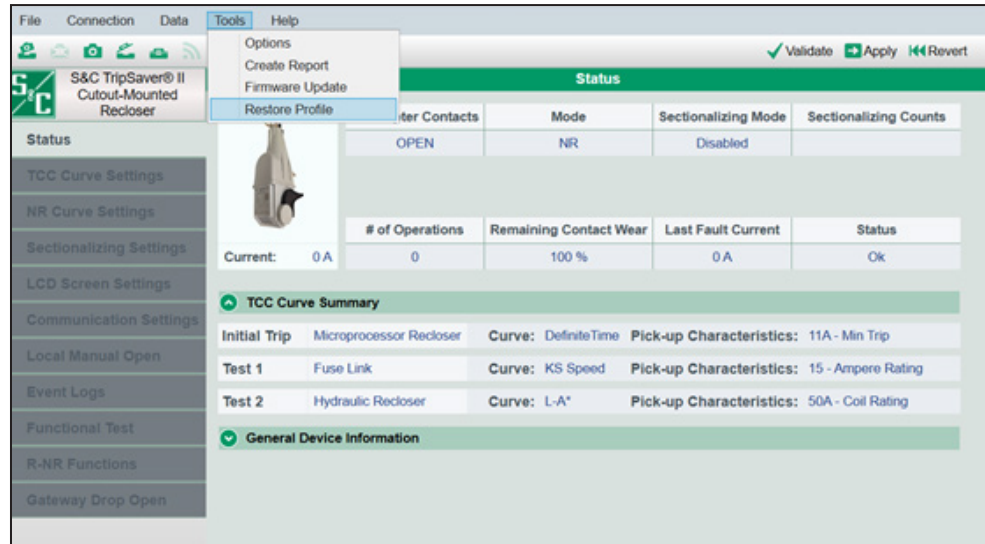 File Connection Data Tools Help
Options
Create Report
Firmware Update
Restore Profile
Validate Apply Revert
S&C
S&C TripSaver® II
Cutout-Mounted
Recloser
Status
Status
TCC Curve Settings
NR Curve Settings
Sectionalizing Settings
LCD Screen Settings
Communication Settings
Local Manual Open
Event Logs
Functional Test
R-NR Functions
Gateway Drop Open
Contacts Mode Sectionalizing Mode Sectionalizing Counts
OPEN NR Disabled
# of Operations Remaining Contact Wear Last Fault Current Status
Current: 0 A 0 100 % 0 A Ok
TCC Curve Summary
Initial Trip Microprocessor Recloser Curve: DefiniteTime Pick-up Characteristics: 11A - Min Trip
Test 1 Fuse Link Curve: KS Speed Pick-up Characteristics: 15 - Ampere Rating
Test 2 Hydraulic Recloser Curve: L-A* Pick-up Characteristics: 50A - Coil Rating
General Device Information